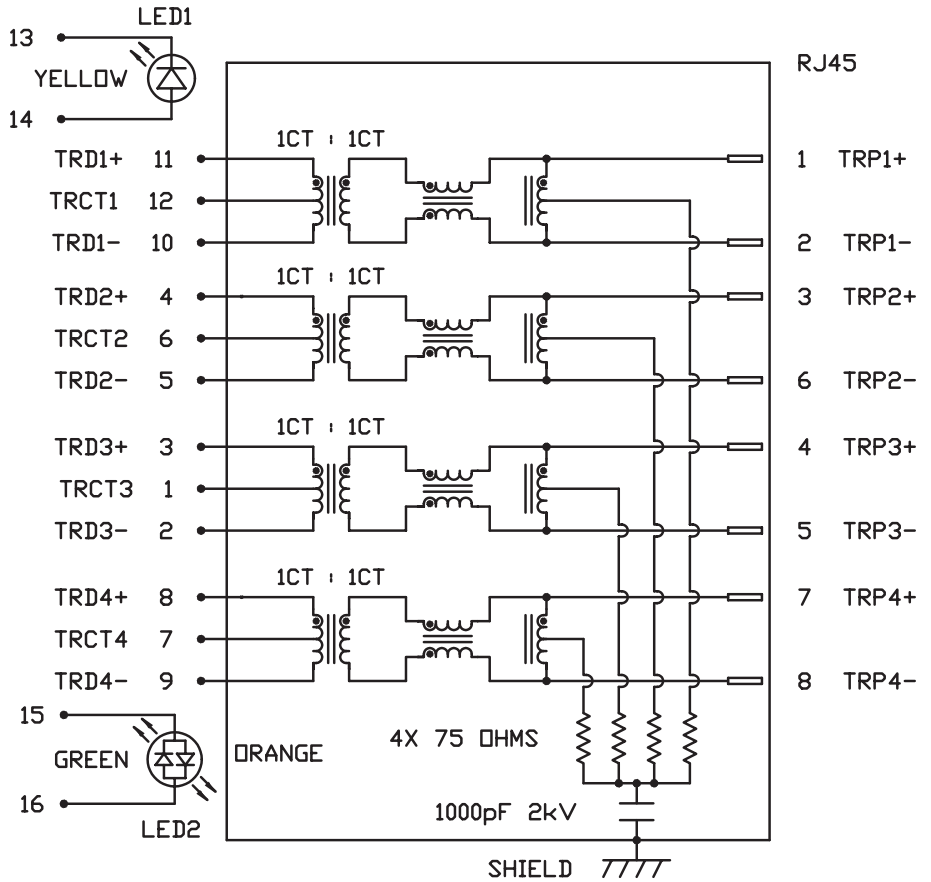 LED1
13
YELLOW
14
RJ45
1CT : 1CT
TRD1+ 11
1 TRP1+
TRCT1 12
TRD1- 10
2 TRP1-
1CT : 1CT
TRD2+ 4
3 TRP2+
TRCT2 6
TRD2- 5
6 TRP2-
1CT : 1CT
TRD3+ 3
4 TRP3+
TRCT3 1
TRD3- 2
5 TRP3-
1CT : 1CT
TRD4+ 8
7 TRP4+
TRCT4 7
TRD4- 9
8 TRP4-
15
GREEN
ORANGE
4X 75 OHMS
16
LED2
1000pF 2kV
SHIELD